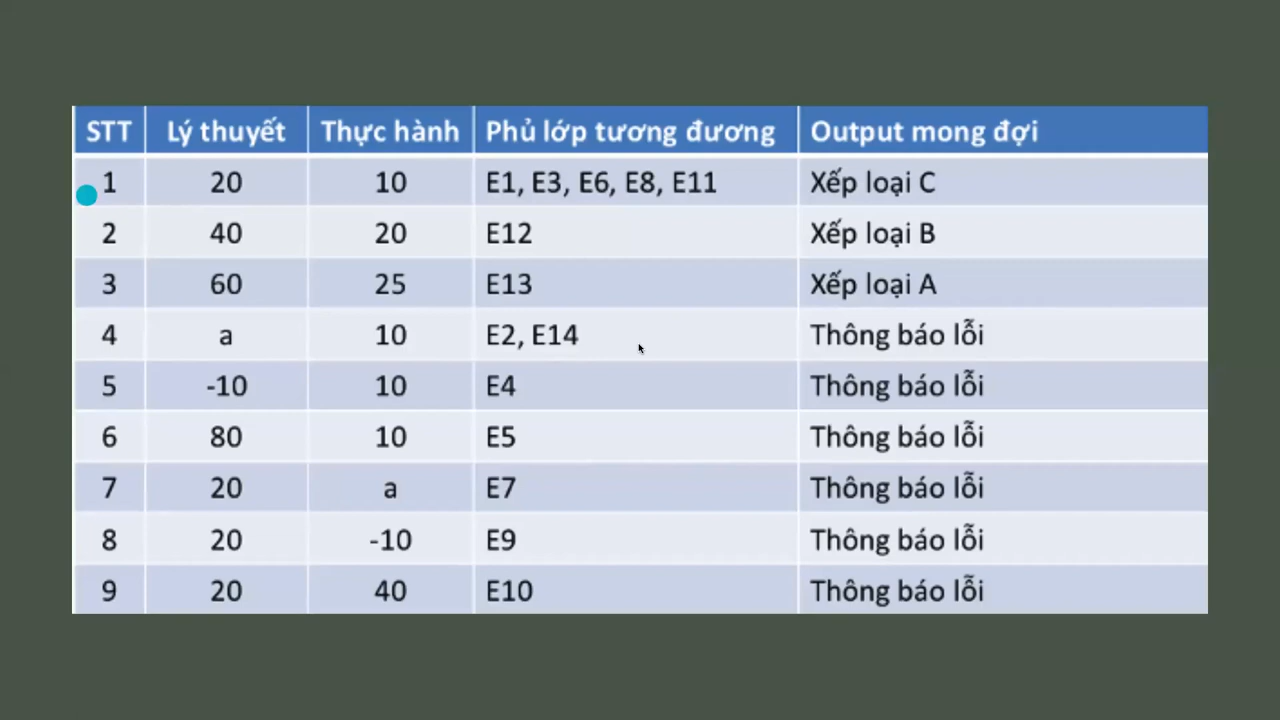 STT Lý thuyết Thực hành Phủ lớp tương đương Output mong đợi
1 20 10 E1, E3, E6, E8, E11 Xếp loại C
2 40 20 E12 Xếp loại B
3 60 25 E13 Xếp loại A
4 a 10 E2, E14 Thông báo lỗi
5 -10 10 E4 Thông báo lỗi
6 80 10 E5 Thông báo lỗi
7 20 a E7 Thông báo lỗi
8 20 -10 E9 Thông báo lỗi
9 20 40 E10 Thông báo lỗi